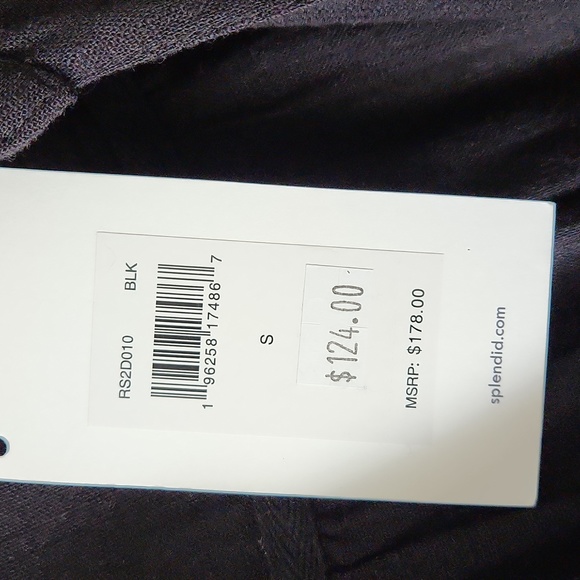 RS2D010 BLK
1 96258 17486 7
S
$124.00
MSRP: $178.00
splendid.com